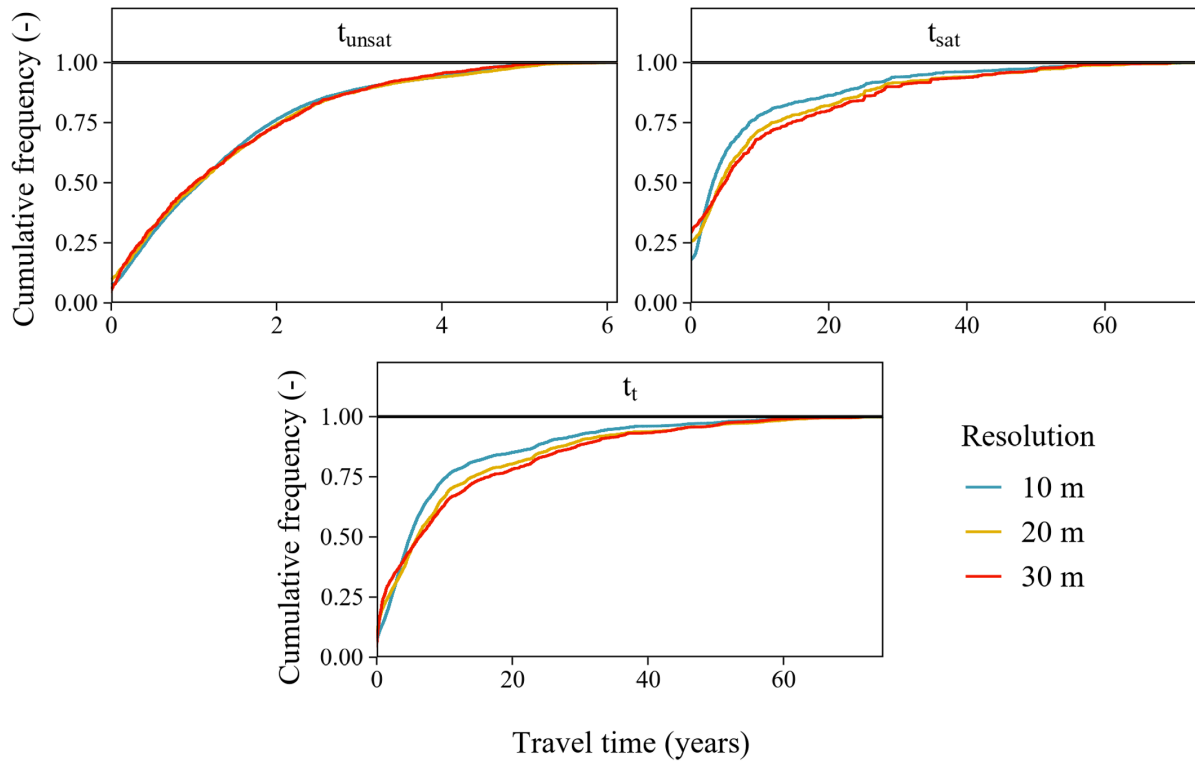 t_unsat
t_sat
Cumulative frequency (-)
1.00
0.75
0.50
0.25
0.00
0 2 4 6
1.00
0.75
0.50
0.25
0.00
0 20 40 60
t_t
Cumulative frequency (-)
1.00
0.75
0.50
0.25
0.00
0 20 40 60
Resolution
10 m
20 m
30 m
Travel time (years)